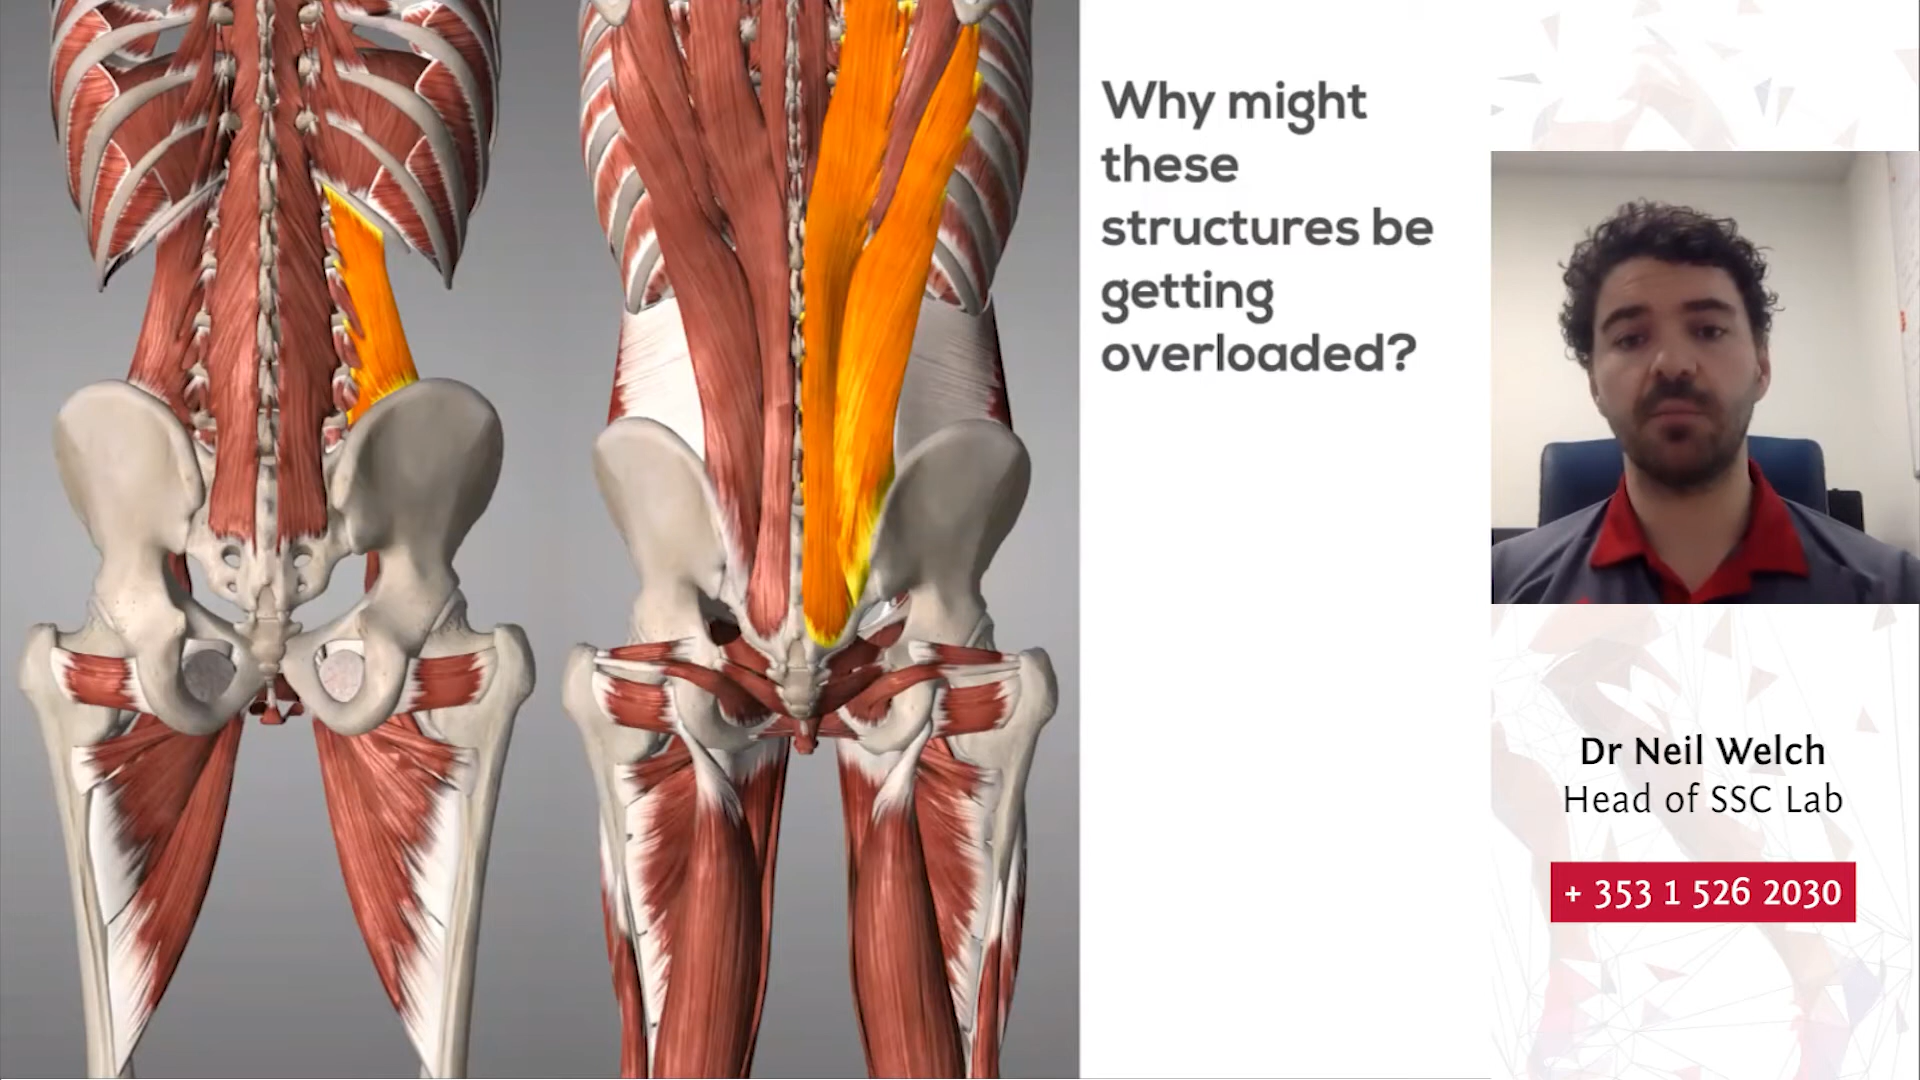 Why might
these
structures be
getting
overloaded?
Dr Neil Welch
Head of SSC Lab
+ 353 1 526 2030